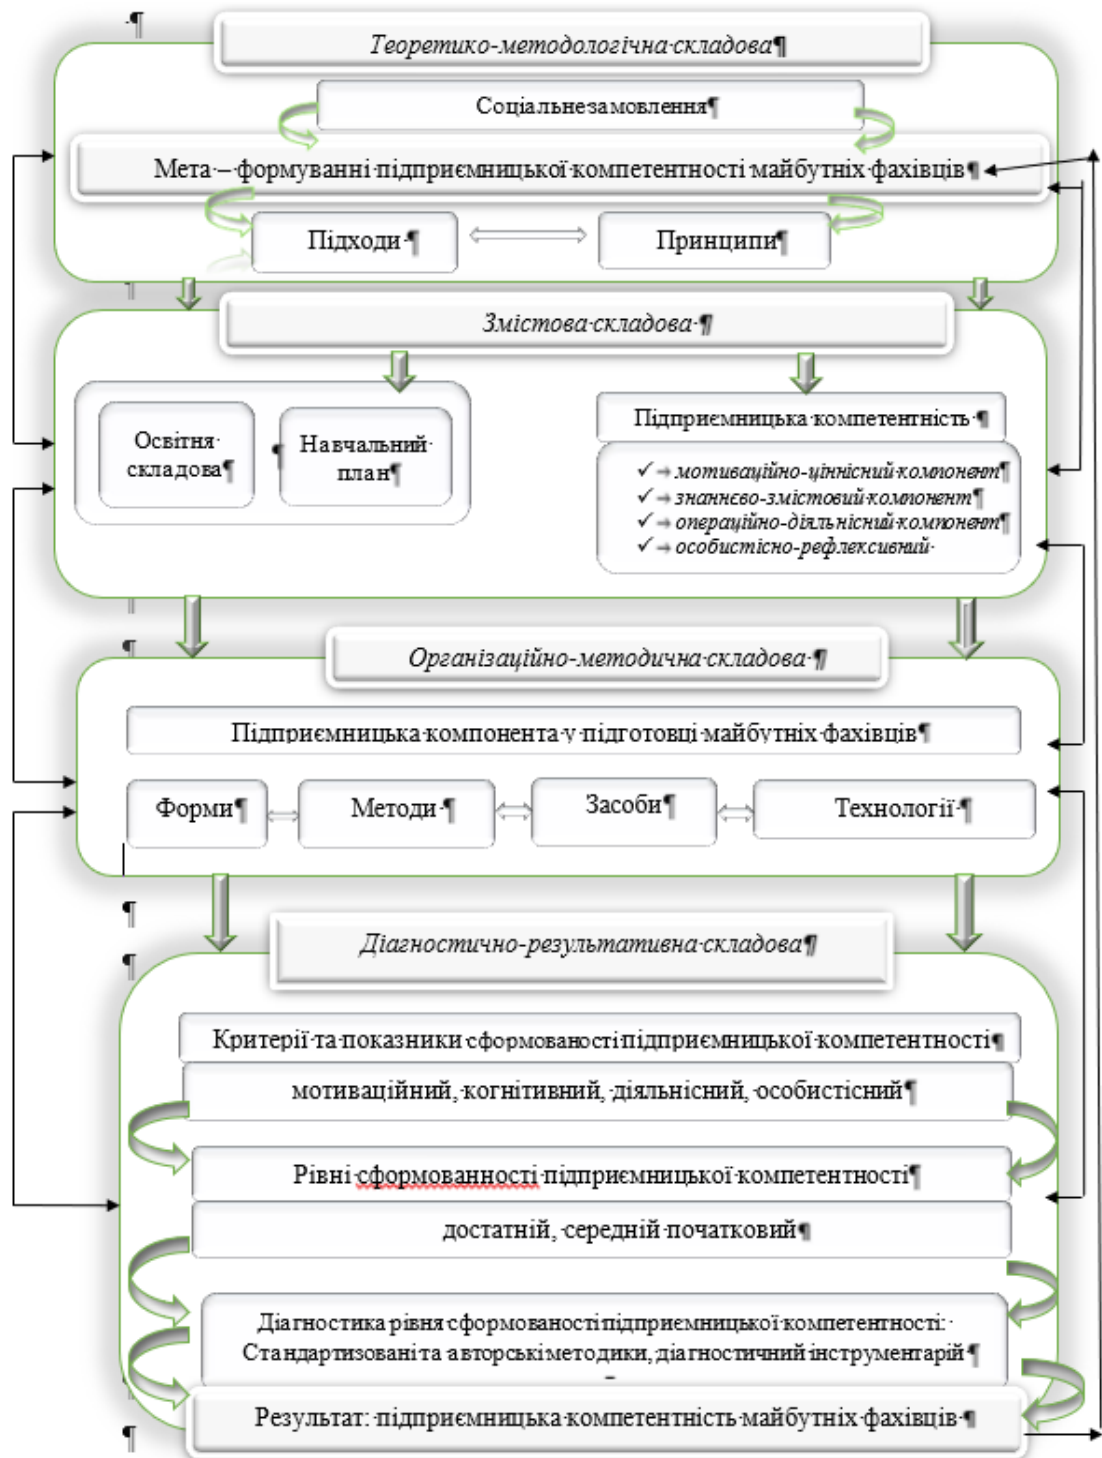 Теоретико-методологічна·складова¶
Соціальнезамовлення¶
Мета·–·формуванні·підприємницької·компетентності·майбутніх·фахівців¶
Підходи·¶
Принципи¶
Змістова·складова·¶
Освітня·
складова¶
¶
Навчальний·
план¶
Підприємницька·компетентність·¶
✓→мотиваційно-ціннісний·компонент¶
✓→знаннєво-змістовий·компонент¶
✓→операційно-діяльнісний·компонент¶
✓→особистісно-рефлексивний·
Організаційно-методична·складова·¶
Підприємницька·компонента·у·підготовці·майбутніх·фахівців¶
Форми¶
Методи·¶
Засоби¶
Технології·¶
Діагностично-результативна·складова¶
Критерії·та·показники·сформованості·підприємницької·компетентності¶
мотиваційний,·когнітивний,·діяльнісний,·особистісний¶
Рівні·сформованності·підприємницької·компетентності¶
достатній,·середній·початковий¶
Діагностика·рівня·сформованості·підприємницької·компетентності:·
Стандартизовані·та·авторські·методики,·діагностичний·інструментарій·¶
Результат:·підприємницька·компетентність·майбутніх·фахівців·¶